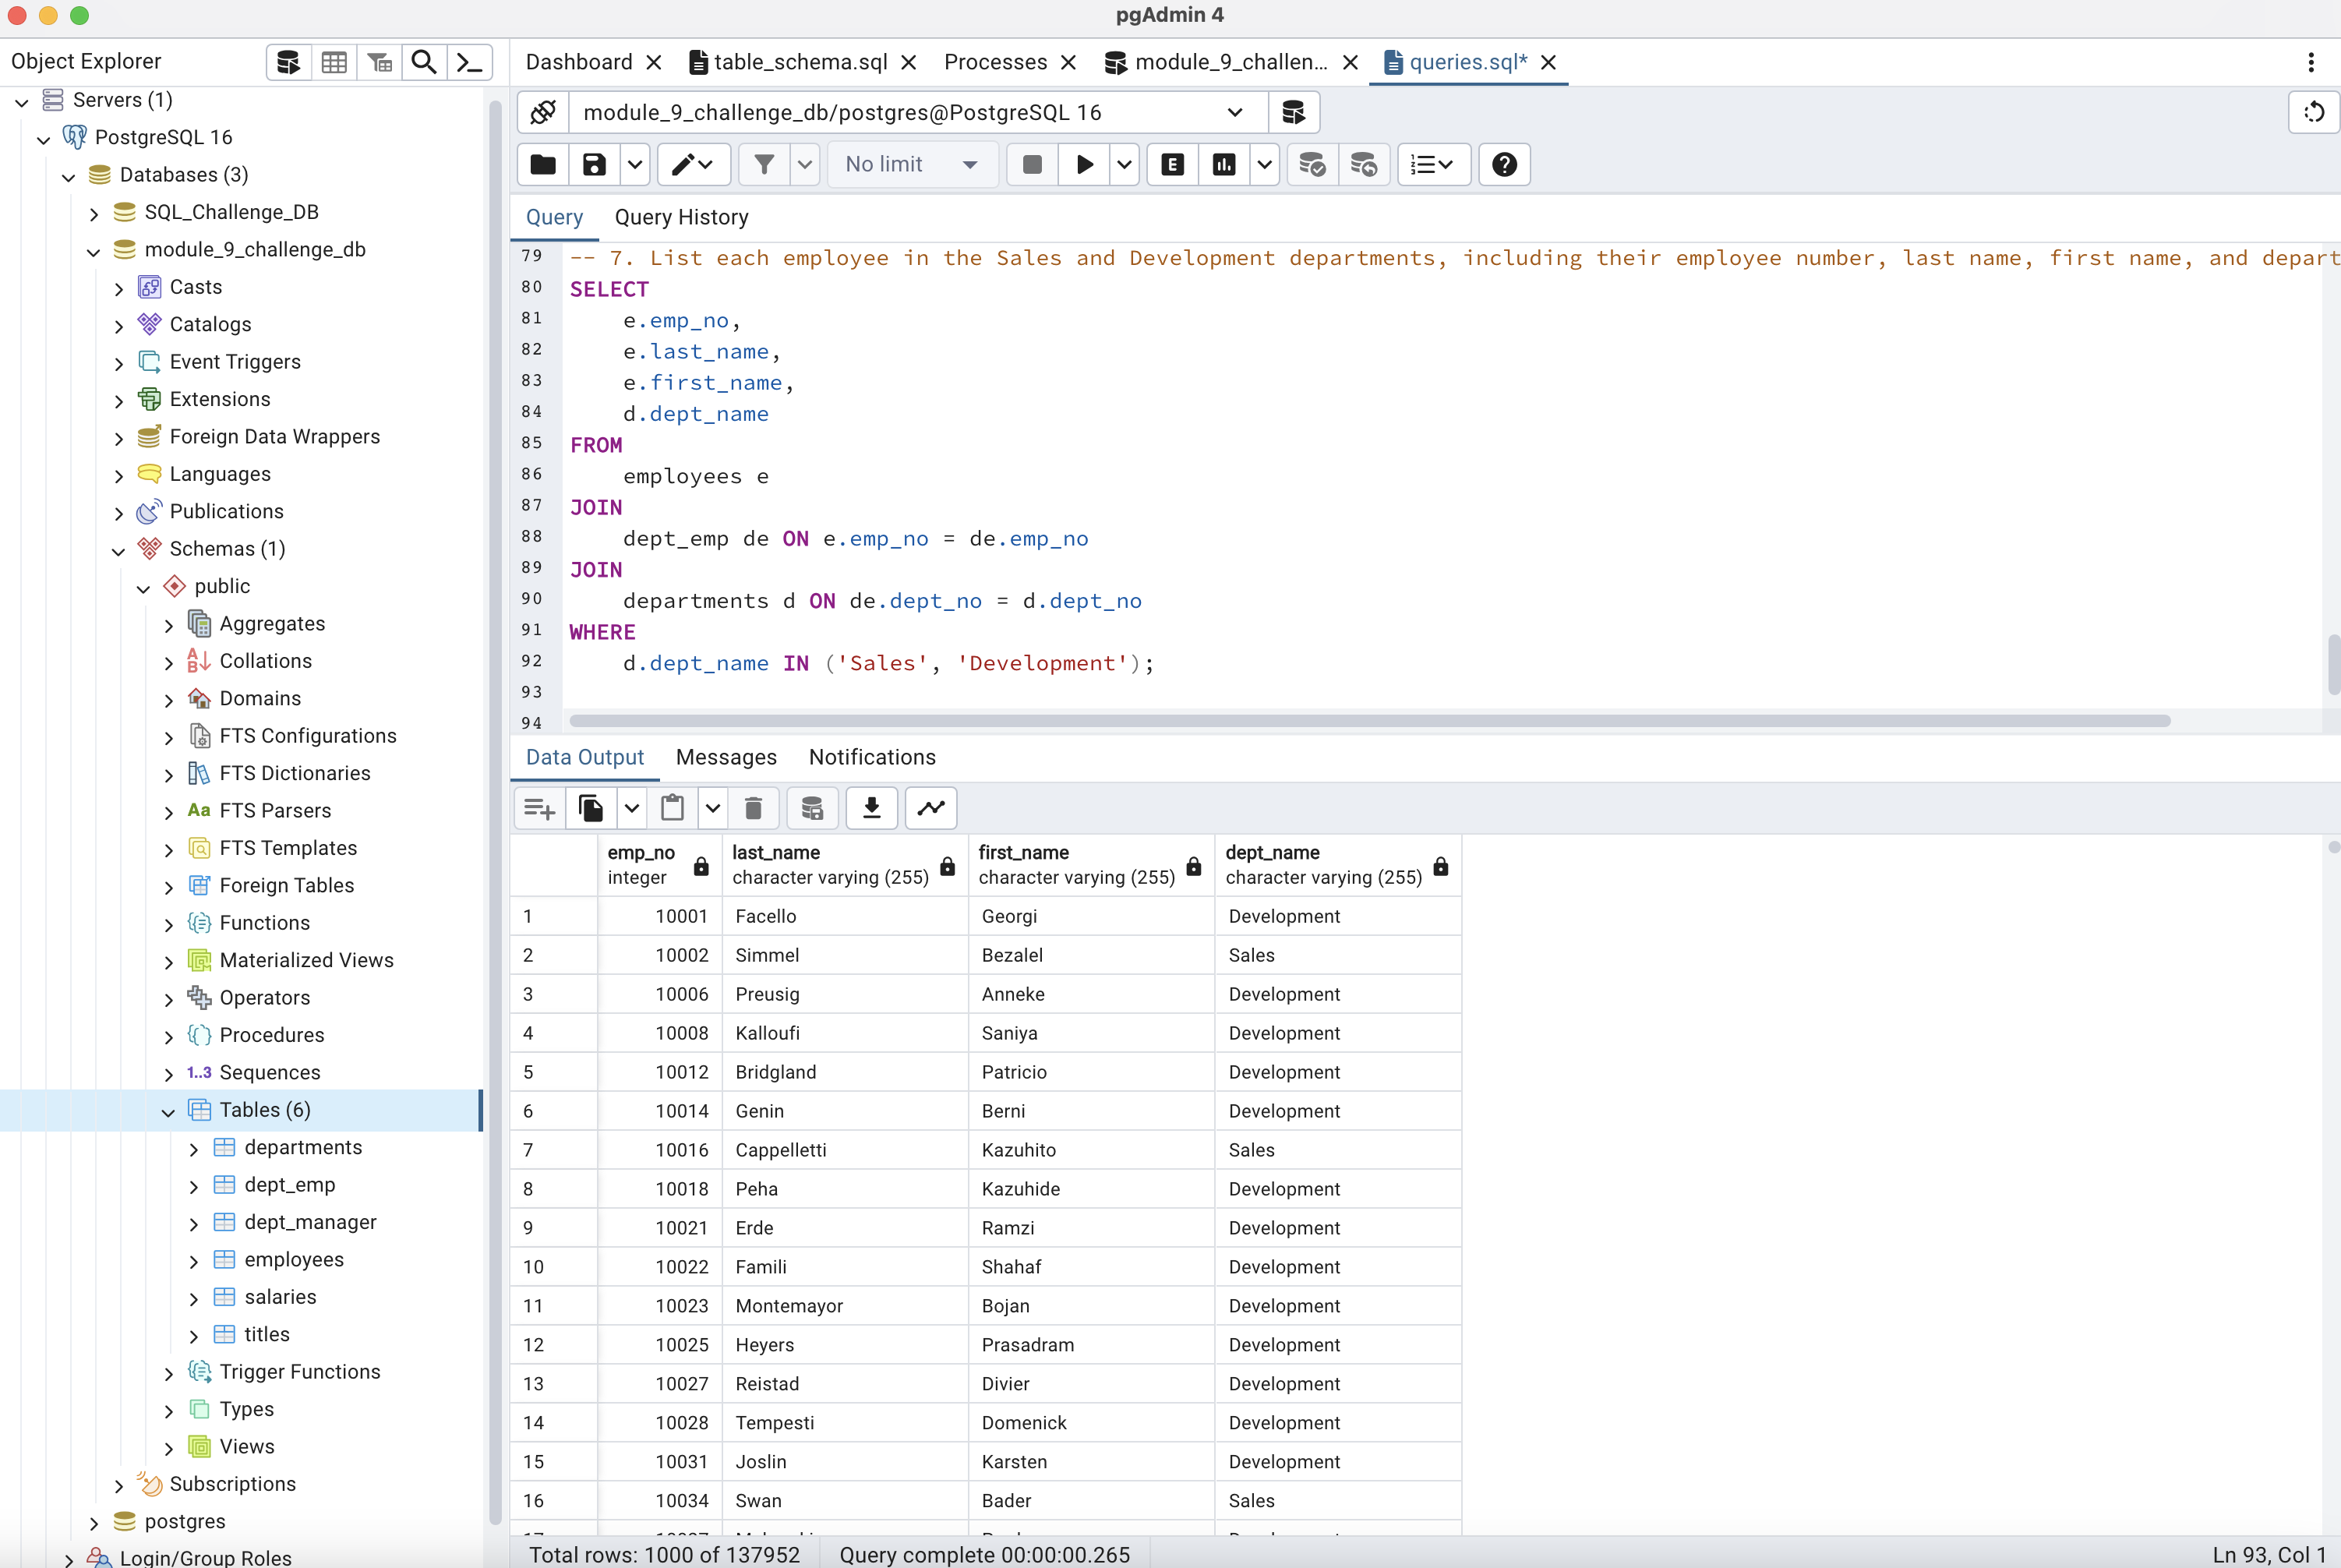 pgAdmin 4
Object Explorer
Dashboard
table_schema.sql
Processes
module_9_challen...
queries.sql*
Servers (1)
PostgreSQL 16
Databases (3)
SQL_Challenge_DB
module_9_challenge_db
Casts
Catalogs
Event Triggers
Extensions
Foreign Data Wrappers
Languages
Publications
Schemas (1)
public
Aggregates
Collations
Domains
FTS Configurations
FTS Dictionaries
Aa FTS Parsers
FTS Templates
Foreign Tables
Functions
Materialized Views
Operators
Procedures
1..3 Sequences
Tables (6)
departments
dept_emp
dept_manager
employees
salaries
titles
Trigger Functions
Types
Views
Subscriptions
postgres
Login/Group Roles
module_9_challenge_db/postgres@PostgreSQL 16
No limit
E
Query Query History
79 -- 7. List each employee in the Sales and Development departments, including their employee number, last name, first name, and depart
80 SELECT
81 e.emp_no,
82 e.last_name,
83 e.first_name,
84 d.dept_name
85 FROM
86 employees e
87 JOIN
88 dept_emp de ON e.emp_no = de.emp_no
89 JOIN
90 departments d ON de.dept_no = d.dept_no
91 WHERE
92 d.dept_name IN ('Sales', 'Development');
93
94
Data Output Messages Notifications
emp_no last_name first_name dept_name
integer character varying (255) character varying (255) character varying (255)
1 10001 Facello Georgi Development
2 10002 Simmel Bezalel Sales
3 10006 Preusig Anneke Development
4 10008 Kalloufi Saniya Development
5 10012 Bridgland Patricio Development
6 10014 Genin Berni Development
7 10016 Cappelletti Kazuhito Sales
8 10018 Peha Kazuhide Development
9 10021 Erde Ramzi Development
10 10022 Famili Shahaf Development
11 10023 Montemayor Bojan Development
12 10025 Heyers Prasadram Development
13 10027 Reistad Divier Development
14 10028 Tempesti Domenick Development
15 10031 Joslin Karsten Development
16 10034 Swan Bader Sales
Total rows: 1000 of 137952 Query complete 00:00:00.265 Ln 93, Col 1